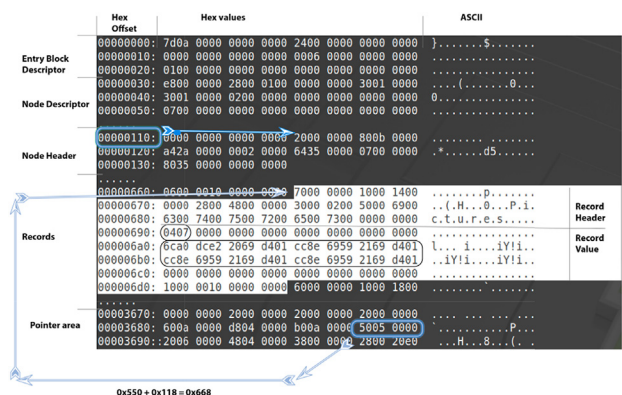 Hex Offset Hex values ASCII
00000000: 7d0a 0000 0000 0000 2400 0000 0000 0000 }.......$.......
Entry Block Descriptor
00000010: 0000 0000 0000 0000 0006 0000 0000 0000 ................
00000020: 0100 0000 0000 0000 0000 0000 0000 0000 ................
00000030: e800 0000 2800 0100 0000 0000 3001 0000 ....(.......0...
Node Descriptor
00000040: 3001 0000 0200 0000 0000 0000 0000 0000 0...............
00000050: 0700 0000 0000 0000 0000 0000 0000 0000 ................
00000110: 0000 0000 0000 0000 2000 0000 800b 0000 ........ .......
Node Header
00000120: a42a 0000 0002 0000 6435 0000 0700 0000 .*......d5......
00000130: 8035 0000 0000 0000
......
00000660: 0600 0010 0000 0000 7000 0000 1000 1400 ........p.......
00000670: 0000 2800 4800 0000 3000 0200 5000 6900 ..(.H...0...P.i.
00000680: 6300 7400 7500 7200 6500 7300 0000 0000 c.t.u.r.e.s.....
Record Header
Records
00000690: 0407 0000 0000 0000 0000 0000 0000 0000 ................
000006a0: 6ca0 dce2 2069 d401 cc8e 6959 2169 d401 l... i....iY!i..
Record Value
000006b0: cc8e 6959 2169 d401 cc8e 6959 2169 d401 ..iY!i....iY!i..
000006c0: 0000 0000 0000 0000 0000 0000 0000 0000 ................
000006d0: 1000 0010 0000 0000 6000 0000 1000 1800 ........`.......
......
00003670: 0000 0000 2000 0000 2000 0000 2000 0000 .... ... ... ...
Pointer area
00003680: 600a 0000 d804 0000 b00a 0000 5005 0000 `...........P...
00003690::2006 0000 4804 0000 3800 0000 2800 20e0 ...H...8...(. .
0x550 + 0x118 = 0x668